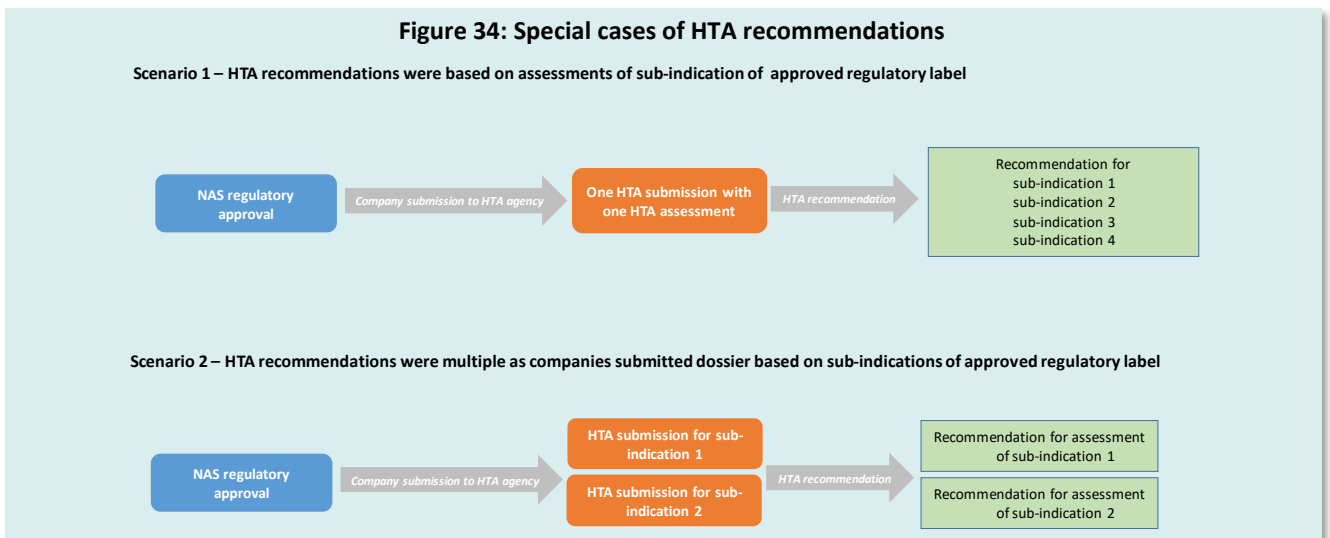 Figure 34: Special cases of HTA recommendations
Scenario 1 – HTA recommendations were based on assessments of sub-indication of approved regulatory label
NAS regulatory
approval
Company submission to HTA agency
One HTA submission with
one HTA assessment
HTA recommendation
Recommendation for
sub-indication 1
sub-indication 2
sub-indication 3
sub-indication 4
Scenario 2 – HTA recommendations were multiple as companies submitted dossier based on sub-indications of approved regulatory label
NAS regulatory
approval
Company submission to HTA agency
HTA submission for sub-
indication 1
HTA submission for sub-
indication 2
HTA recommendation
Recommendation for assessment
of sub-indication 1
Recommendation for assessment
of sub-indication 2